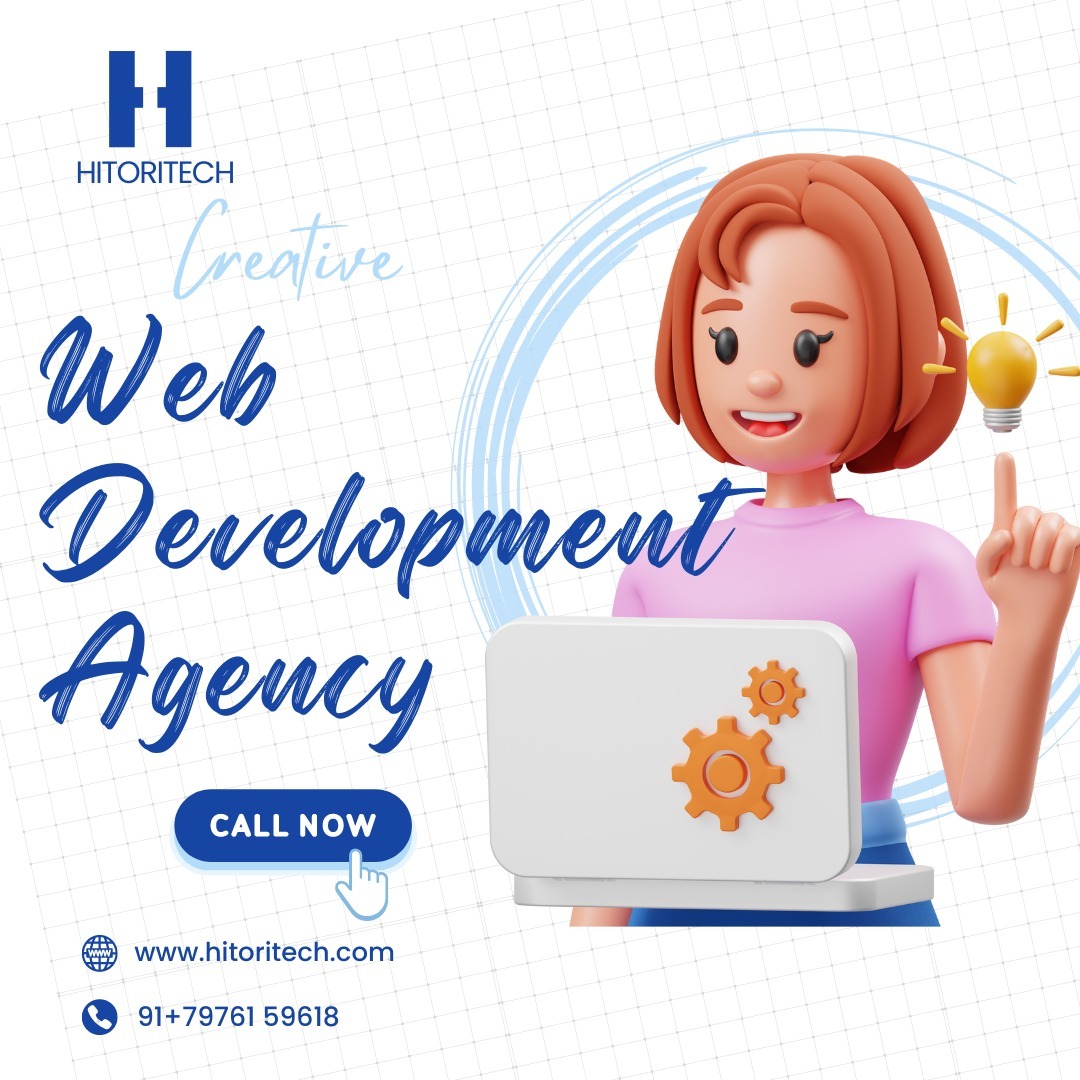 HITORITECH
Creative
Web
Development
Agency
CALL NOW
www.hitoritech.com
91+79761 59618